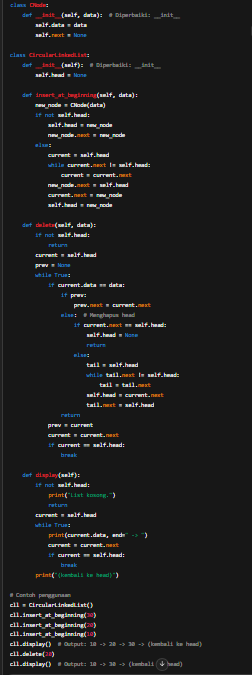 class CNode:
    def __init__(self, data):  # Diperbaiki: __init__
        self.data = data
        self.next = None

class CircularLinkedList:
    def __init__(self):  # Diperbaiki: __init__
        self.head = None

    def insert_at_beginning(self, data):
        new_node = CNode(data)
        if not self.head:
            self.head = new_node
            new_node.next = self.head
        else:
            current = self.head
            while current.next != self.head:
                current = current.next
            new_node.next = self.head
            current.next = new_node
            self.head = new_node

    def delete(self, data):
        if not self.head:
            return
        current = self.head
        prev = None
        while True:
            if current.data == data:
                if prev:
                    prev.next = current.next
                else:  # Menghapus head
                    if current.next == self.head:
                        self.head = None
                        return
                    else:
                        tail = self.head
                        while tail.next != self.head:
                            tail = tail.next
                        self.head = current.next
                        tail.next = self.head
                return
            prev = current
            current = current.next
            if current == self.head:
                break

    def display(self):
        if not self.head:
            print("List kosong.")
            return
        current = self.head
        while True:
            print(current.data, end=" -> ")
            current = current.next
            if current == self.head:
                break
        print("(kembali ke head)")

# Contoh penggunaan
cll = CircularLinkedList()
cll.insert_at_beginning(30)
cll.insert_at_beginning(20)
cll.insert_at_beginning(10)
cll.display()  # Output: 10 -> 20 -> 30 -> (kembali ke head)
cll.delete(20)
cll.display()  # Output: 10 -> 30 -> (kembali head)